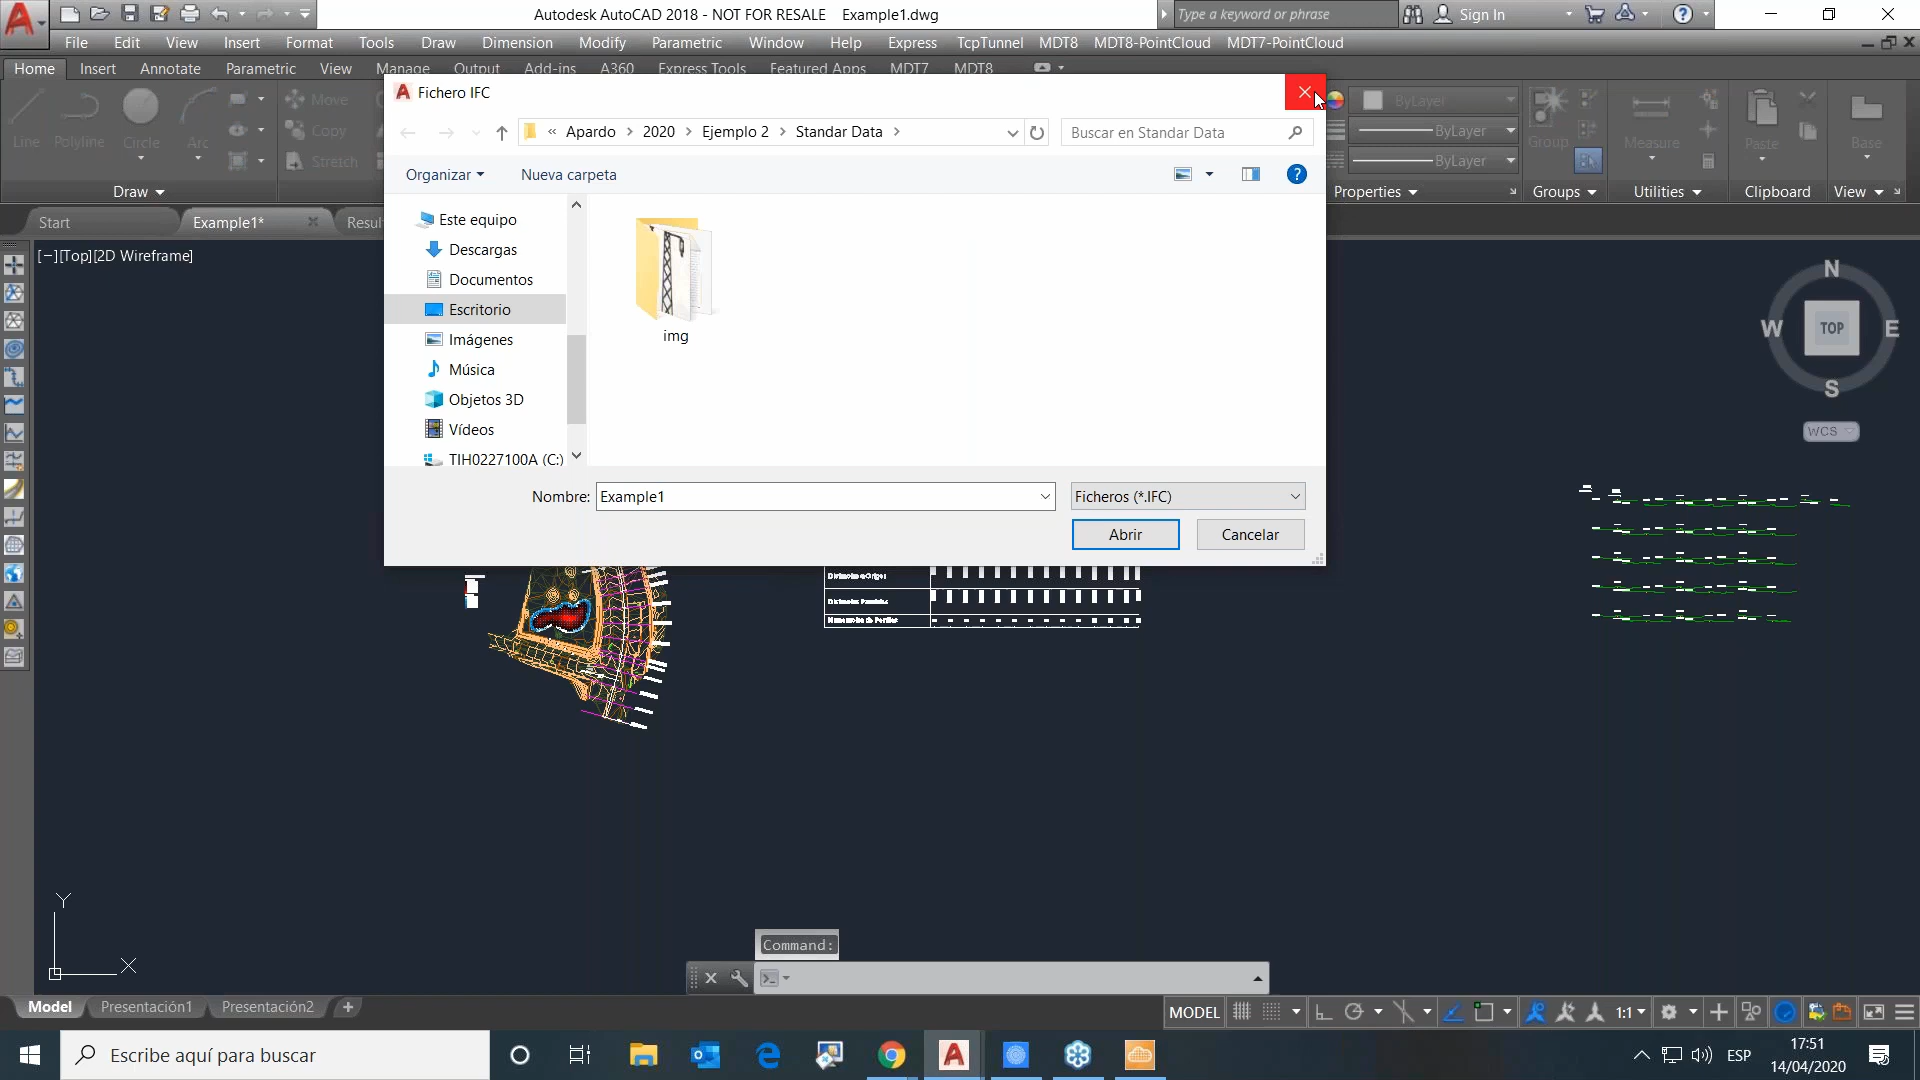 Autodesk AutoCAD 2018 - NOT FOR RESALE Example1.dwg
Type a keyword or phrase
Sign In
File Edit View Insert Format Tools Draw Dimension Modify Parametric Window Help Express TcpTunnel MDT8 MDT8-PointCloud MDT7-PointCloud
Home Insert Annotate Parametric View Manage Output Add-ins A360 Express Tools Featured Apps MDT7 MDT8
Line Polyline Circle Arc
Move
Copy
Stretch
Draw
ByLayer
ByLayer
ByLayer
Group
Measure
Paste
Base
Properties Groups Utilities Clipboard View
Fichero IFC
« Apardo > 2020 > Ejemplo 2 > Standar Data >
Buscar en Standar Data
Organizar
Nueva carpeta
Este equipo
Descargas
Documentos
Escritorio
Imágenes
Música
Objetos 3D
Vídeos
TIH0227100A (C:)
img
Nombre: Example1
Ficheros (*.IFC)
Abrir
Cancelar
Start
Example1*
Resul
[−][Top][2D Wireframe]
N
W TOP E
S
WCS
Y
X
Command:
Model Presentación1 Presentación2 +
MODEL
1:1
Escribe aquí para buscar
ESP
17:51
14/04/2020